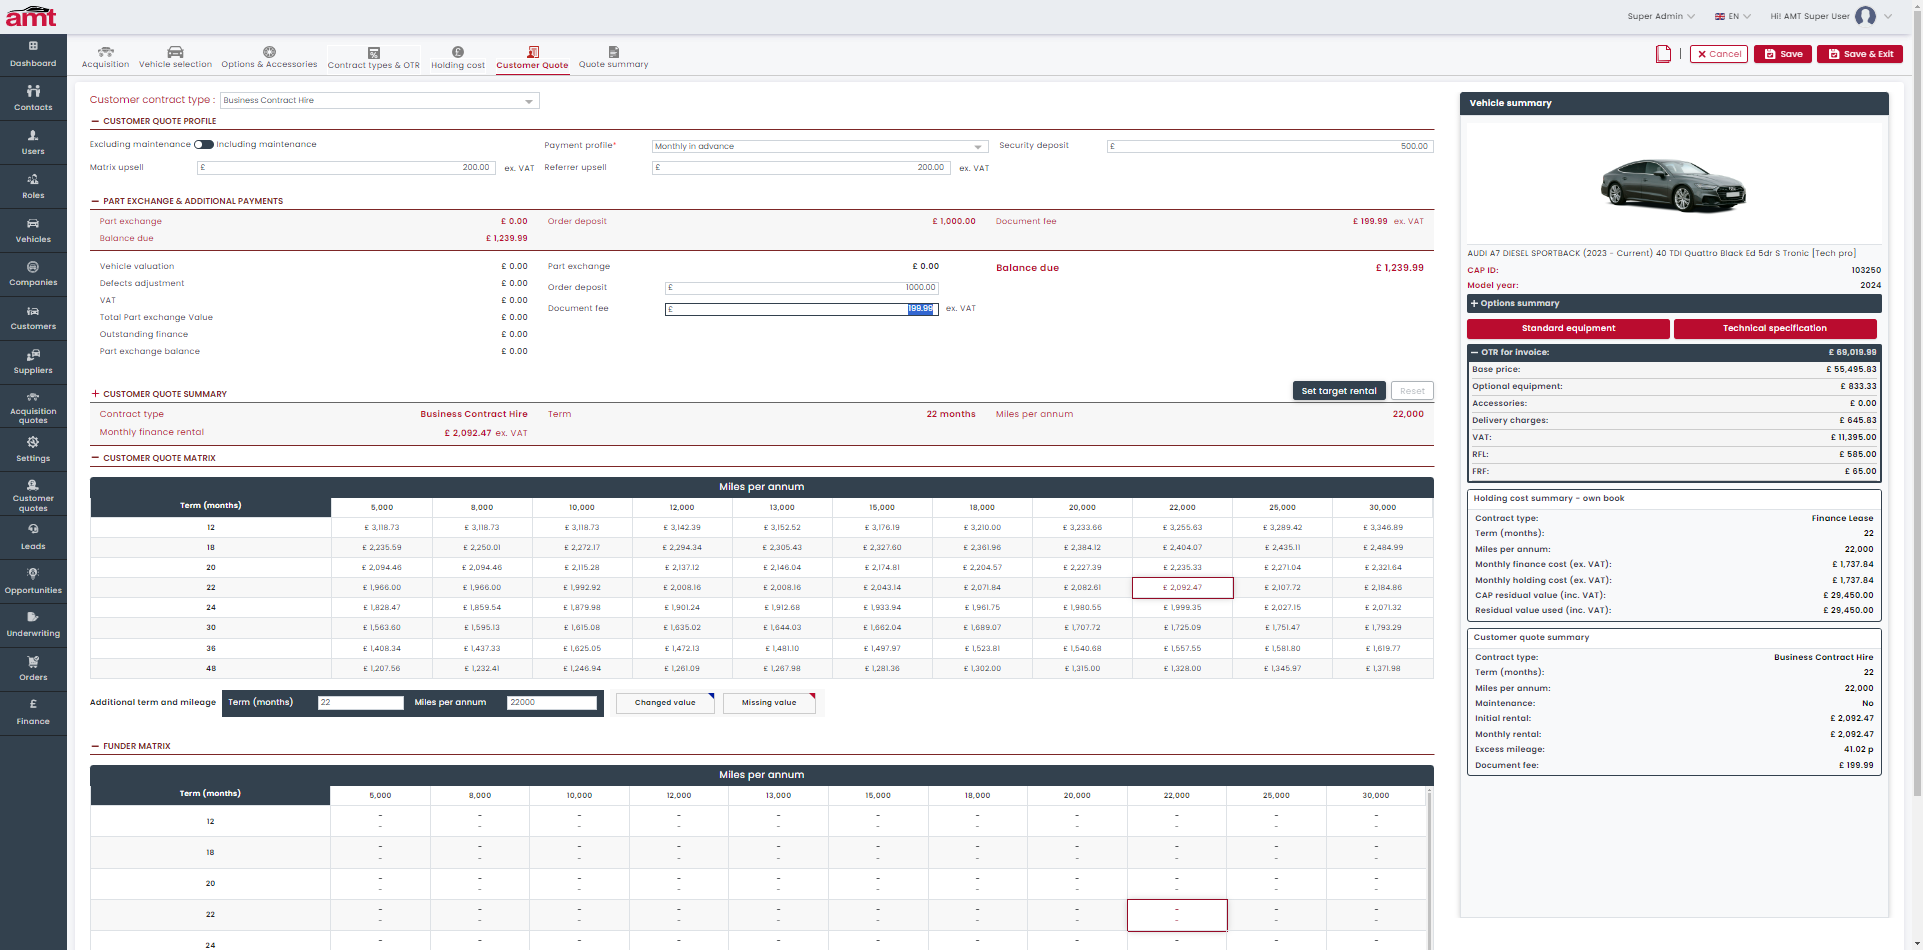 amt
Super Admin EN Hi! AMT Super User
Dashboard
Contacts
Users
Roles
Vehicles
Companies
Customers
Suppliers
Acquisition
quotes
Settings
Customer
quotes
Leads
Opportunities
Underwriting
Orders
£
Finance
Acquisition Vehicle selection Options & Accessories Contract types & OTR Holding cost Customer Quote Quote summary
Cancel Save Save & Exit
Customer contract type : Business Contract Hire
CUSTOMER QUOTE PROFILE
Excluding maintenance Including maintenance Payment profile* Monthly in advance Security deposit £ 500.00
Matrix upsell £ 200.00 ex. VAT Referrer upsell £ 200.00 ex. VAT
PART EXCHANGE & ADDITIONAL PAYMENTS
Part exchange £ 0.00 Order deposit £ 1,000.00 Document fee £ 199.99 ex. VAT
Balance due £ 1,239.99
Vehicle valuation £ 0.00 Part exchange £ 0.00 Balance due £ 1,239.99
Defects adjustment £ 0.00 Order deposit £ 1000.00
VAT £ 0.00
Document fee £ 199.99 ex. VAT
Total Part exchange Value £ 0.00
Outstanding finance £ 0.00
Part exchange balance £ 0.00
CUSTOMER QUOTE SUMMARY Set target rental Reset
Contract type Business Contract Hire Term 22 months Miles per annum 22,000
Monthly finance rental £ 2,092.47 ex. VAT
CUSTOMER QUOTE MATRIX
Miles per annum
Term (months) 5,000 8,000 10,000 12,000 13,000 15,000 18,000 20,000 22,000 25,000 30,000
12 £ 3,118.73 £ 3,118.73 £ 3,118.73 £ 3,142.39 £ 3,152.52 £ 3,176.19 £ 3,210.00 £ 3,233.66 £ 3,255.63 £ 3,289.42 £ 3,346.89
18 £ 2,235.59 £ 2,250.01 £ 2,272.17 £ 2,294.34 £ 2,305.43 £ 2,327.60 £ 2,361.96 £ 2,384.12 £ 2,404.07 £ 2,435.11 £ 2,484.99
20 £ 2,094.46 £ 2,094.46 £ 2,115.28 £ 2,137.12 £ 2,146.04 £ 2,174.81 £ 2,204.57 £ 2,227.39 £ 2,235.33 £ 2,271.04 £ 2,321.64
22 £ 1,966.00 £ 1,966.00 £ 1,992.92 £ 2,008.16 £ 2,008.16 £ 2,043.14 £ 2,071.84 £ 2,082.61 £ 2,092.47 £ 2,107.72 £ 2,184.86
24 £ 1,828.47 £ 1,859.54 £ 1,879.98 £ 1,901.24 £ 1,912.68 £ 1,933.94 £ 1,961.75 £ 1,980.55 £ 1,999.35 £ 2,027.15 £ 2,071.32
30 £ 1,563.60 £ 1,595.13 £ 1,615.08 £ 1,635.02 £ 1,644.03 £ 1,662.04 £ 1,689.07 £ 1,707.72 £ 1,725.09 £ 1,751.47 £ 1,793.29
36 £ 1,408.34 £ 1,437.33 £ 1,625.05 £ 1,472.13 £ 1,481.10 £ 1,497.97 £ 1,523.81 £ 1,540.68 £ 1,557.55 £ 1,581.80 £ 1,619.77
48 £ 1,207.56 £ 1,232.41 £ 1,246.94 £ 1,261.09 £ 1,267.98 £ 1,281.36 £ 1,302.00 £ 1,315.00 £ 1,328.00 £ 1,345.97 £ 1,371.98
Additional term and mileage Term (months) 22 Miles per annum 22000 Changed value Missing value
FUNDER MATRIX
Miles per annum
Term (months) 5,000 8,000 10,000 12,000 13,000 15,000 18,000 20,000 22,000 25,000 30,000
12 - - - - - - - - - - -
- - - - - - - - - - -
18 - - - - - - - - - - -
- - - - - - - - - - -
20 - - - - - - - - - - -
- - - - - - - - - - -
22 - - - - - - - - - - -
- - - - - - - - - - -
24 - - - - - - - - - - -
Vehicle summary
AUDI A7 DIESEL SPORTBACK (2023 - Current) 40 TDI Quattro Black Ed 5dr S Tronic [Tech pro]
CAP ID: 103250
Model year: 2024
Options summary
Standard equipment Technical specification
OTR for invoice: £ 69,019.99
Base price: £ 55,495.83
Optional equipment: £ 833.33
Accessories: £ 0.00
Delivery charges: £ 645.83
VAT: £ 11,395.00
RFL: £ 585.00
FRF: £ 65.00
Holding cost summary - own book
Contract type: Finance Lease
Term (months): 22
Miles per annum: 22,000
Monthly finance cost (ex. VAT): £ 1,737.84
Monthly holding cost (ex. VAT): £ 1,737.84
CAP residual value (inc. VAT): £ 29,450.00
Residual value used (inc. VAT): £ 29,450.00
Customer quote summary
Contract type: Business Contract Hire
Term (months): 22
Miles per annum: 22,000
Maintenance: No
Initial rental: £ 2,092.47
Monthly rental: £ 2,092.47
Excess mileage: 41.02 p
Document fee: £ 199.99